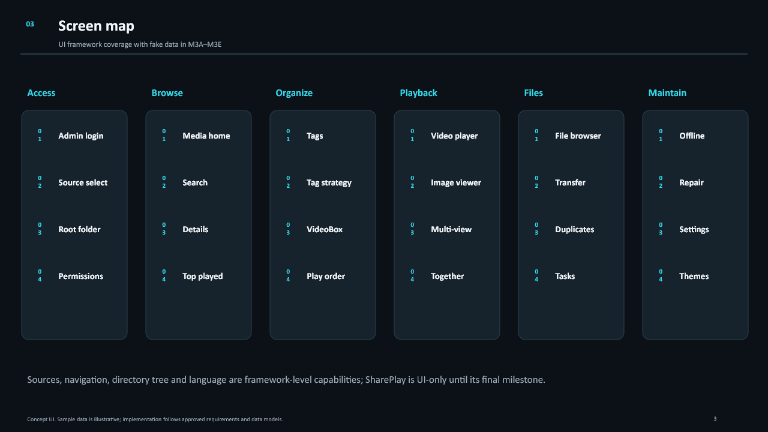 03
Screen map
UI framework coverage with fake data in M3A–M3E
Access
01 Admin login
02 Source select
03 Root folder
04 Permissions
Browse
01 Media home
02 Search
03 Details
04 Top played
Organize
01 Tags
02 Tag strategy
03 VideoBox
04 Play order
Playback
01 Video player
02 Image viewer
03 Multi-view
04 Together
Files
01 File browser
02 Transfer
03 Duplicates
04 Tasks
Maintain
01 Offline
02 Repair
03 Settings
04 Themes
Sources, navigation, directory tree and language are framework-level capabilities; SharePlay is UI-only until its final milestone.
Concept UI. Sample data is illustrative; implementation follows approved requirements and data models.
3